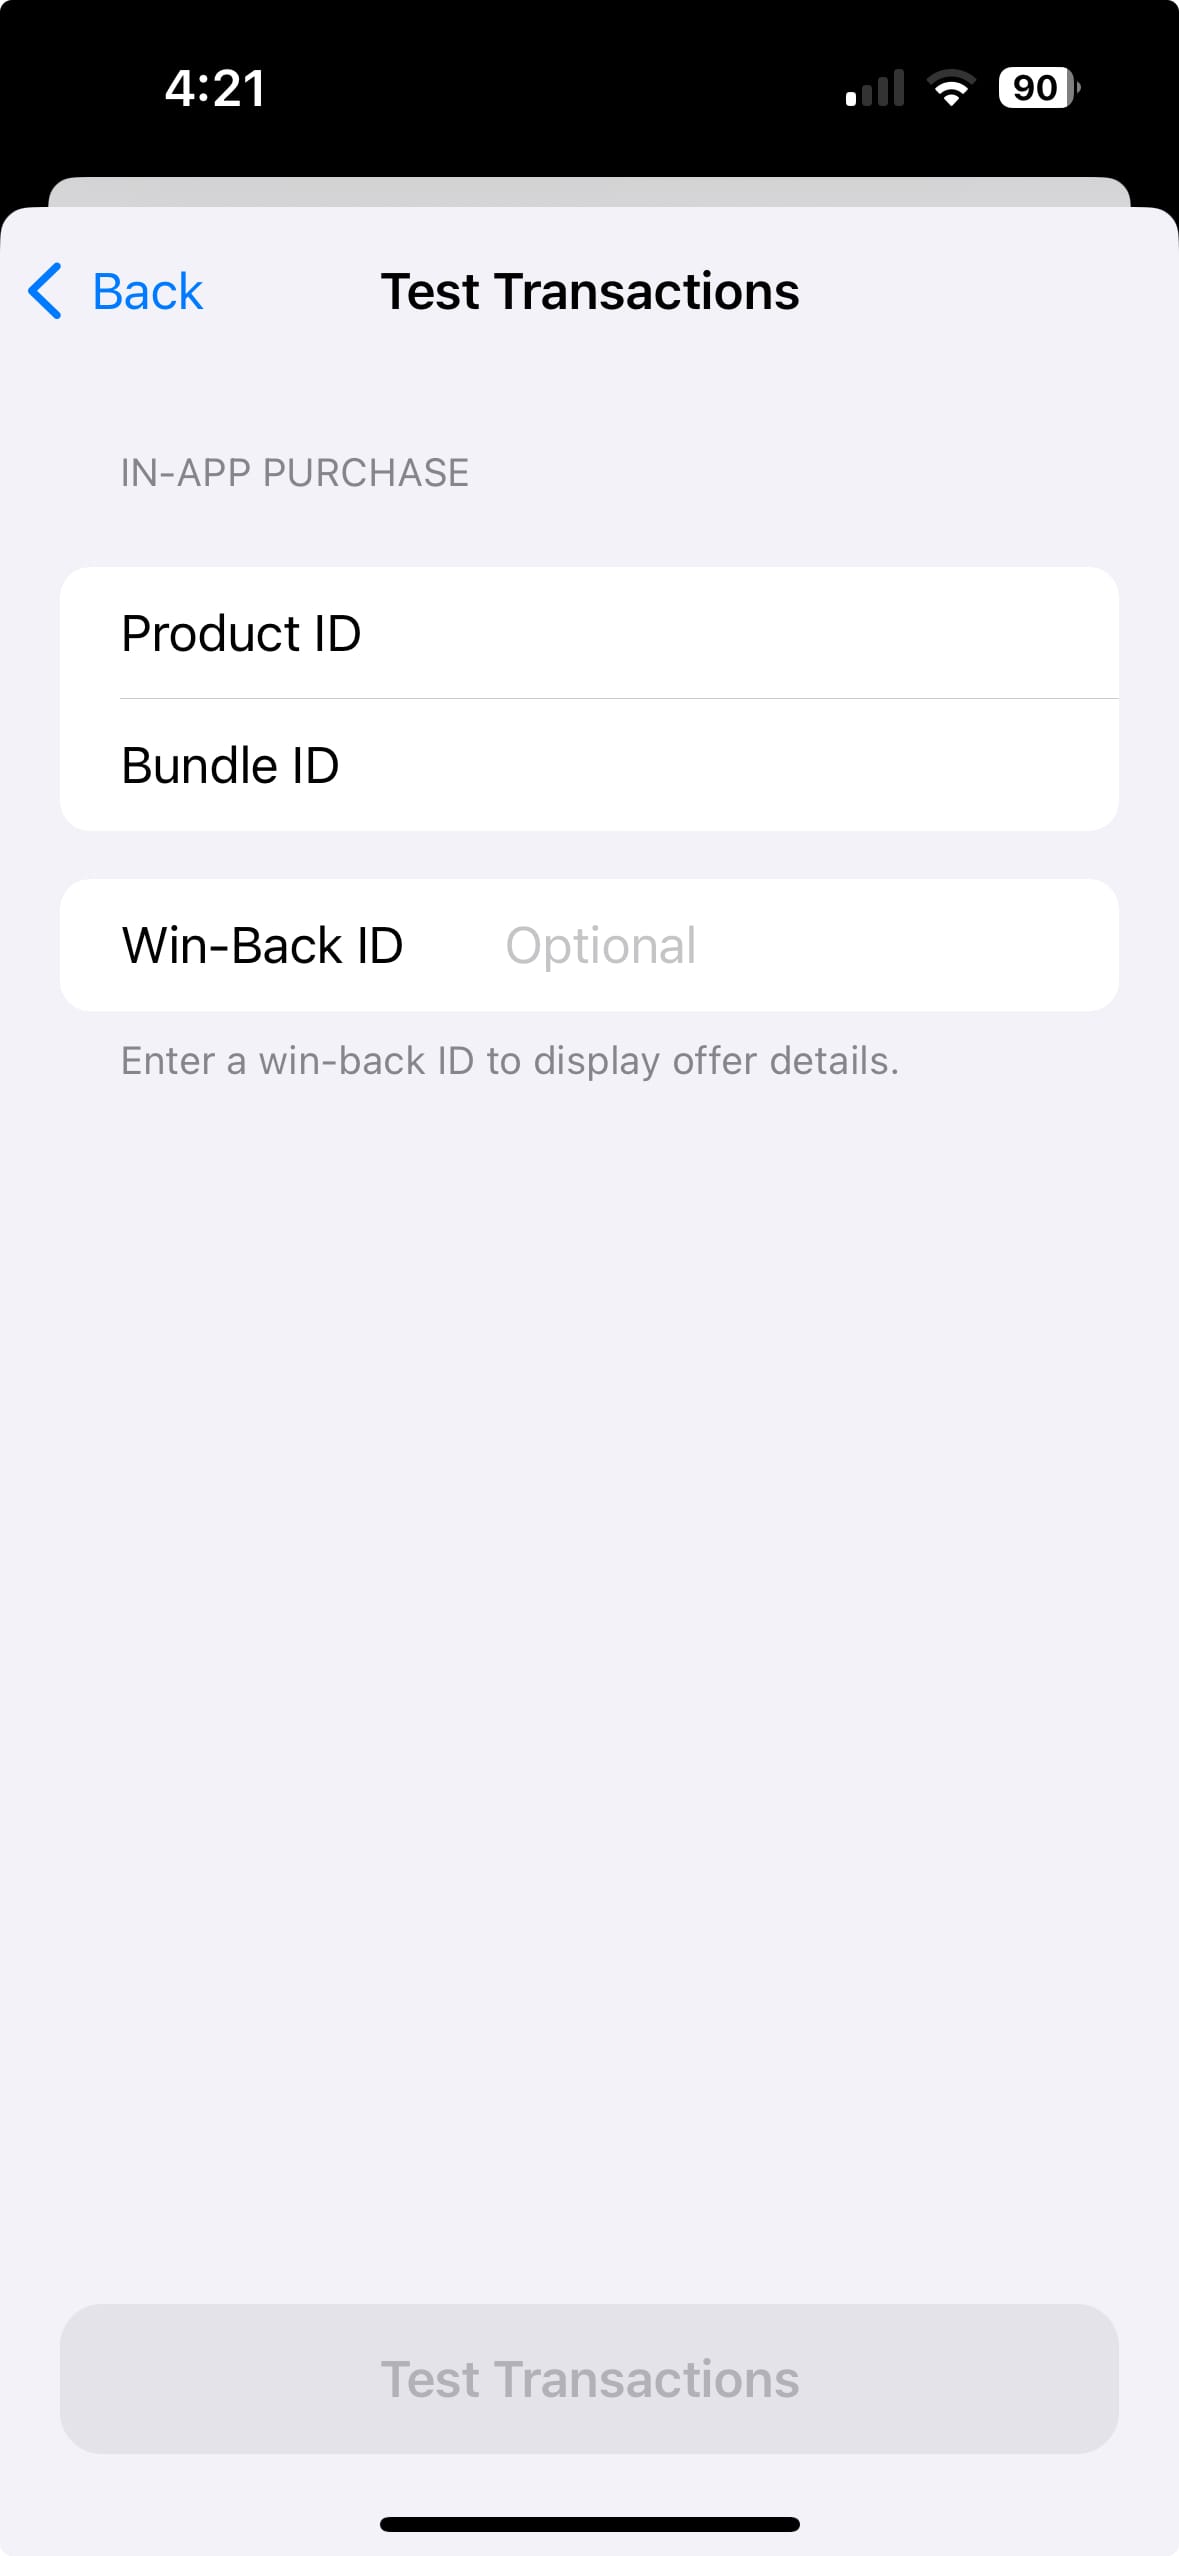 4:21
90
Back
Test Transactions
IN-APP PURCHASE
Product ID
Bundle ID
Win-Back ID Optional
Enter a win-back ID to display offer details.
Test Transactions